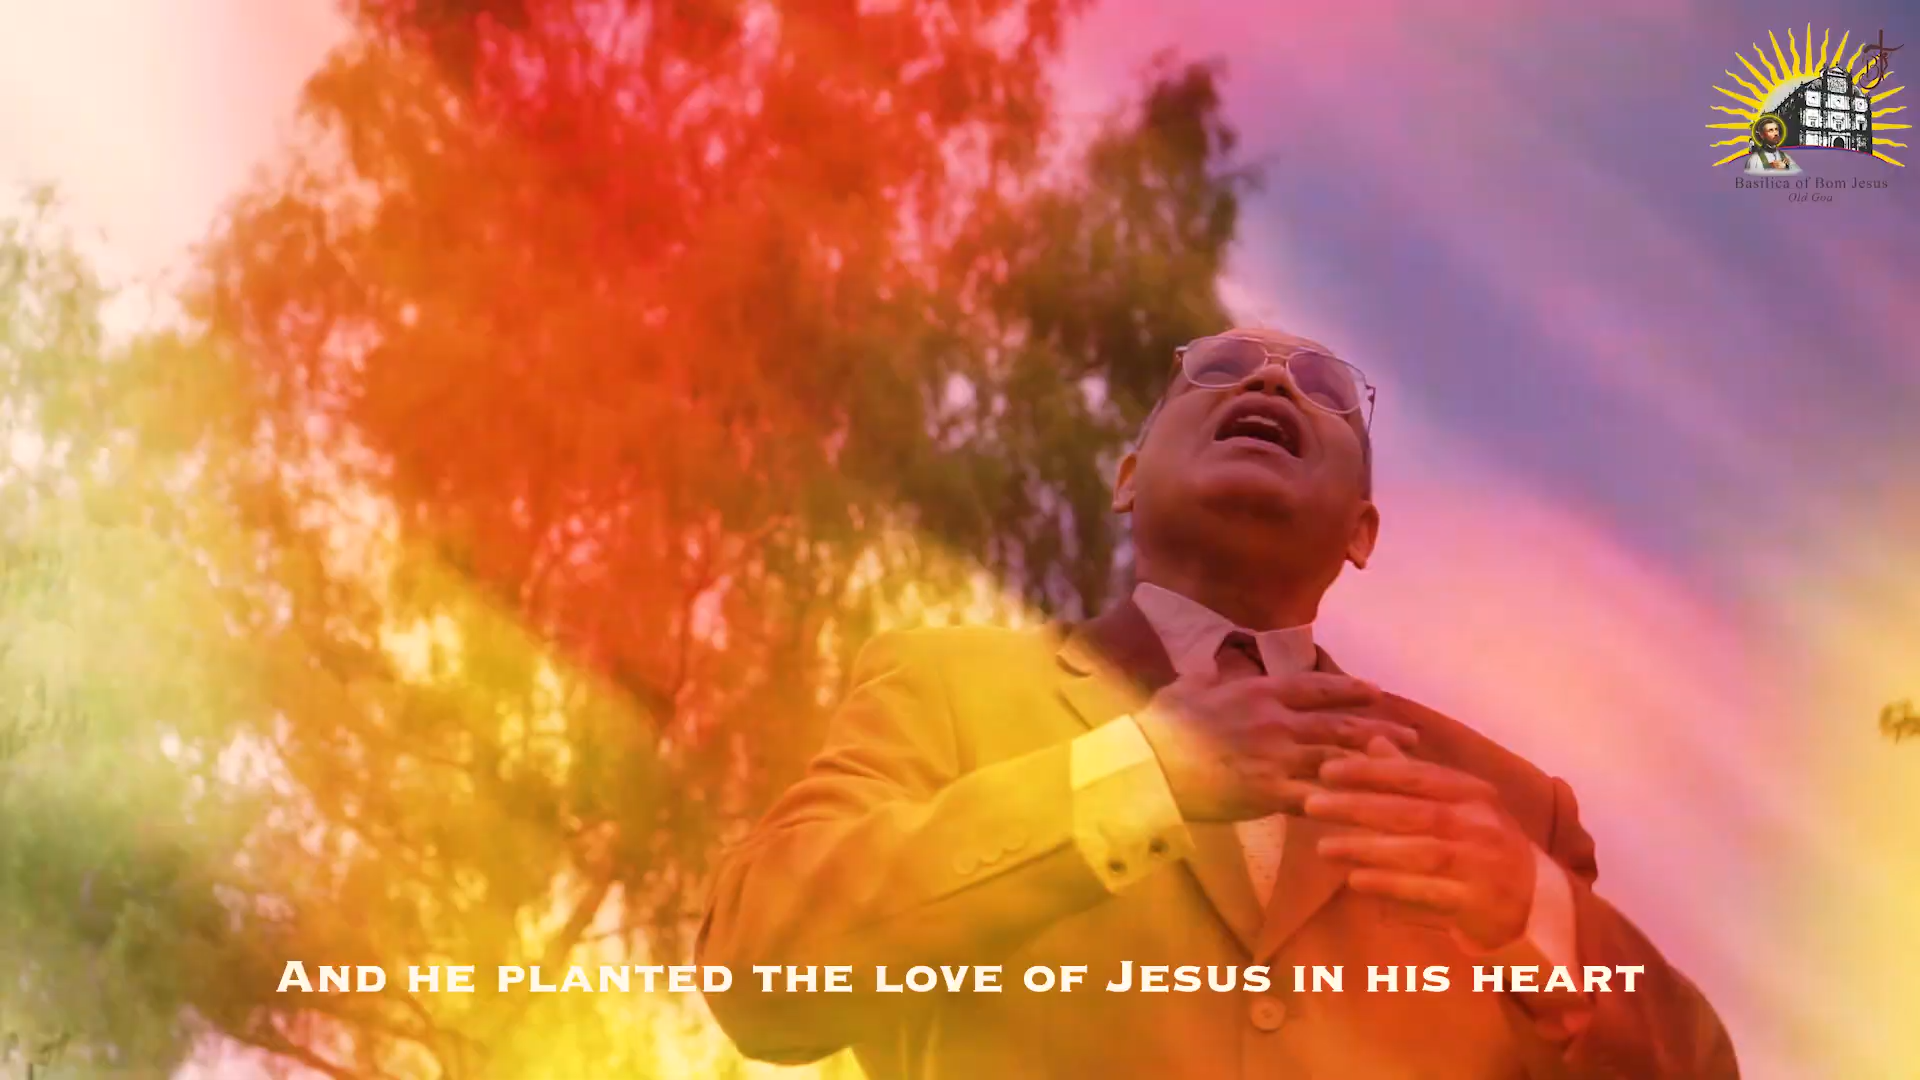 Basilica of Bom Jesus
Old Goa
And he planted the love of Jesus in his heart